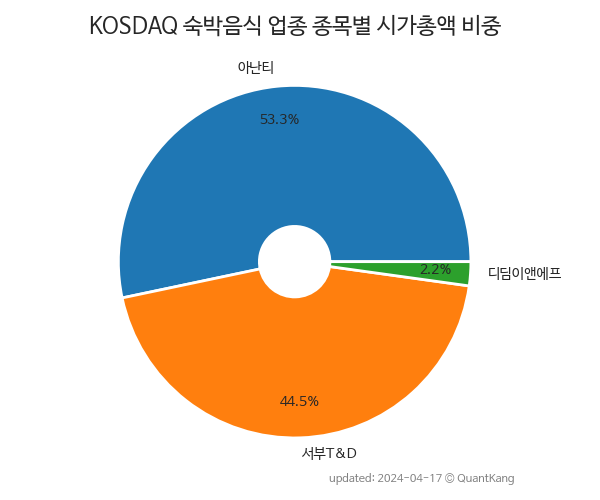 KOSDAQ 숙박음식 업종 종목별 시가총액 비중
아난티
53.3%
2.2%
디딤이앤에프
44.5%
서부T&D
updated: 2024-04-17 © QuantKang